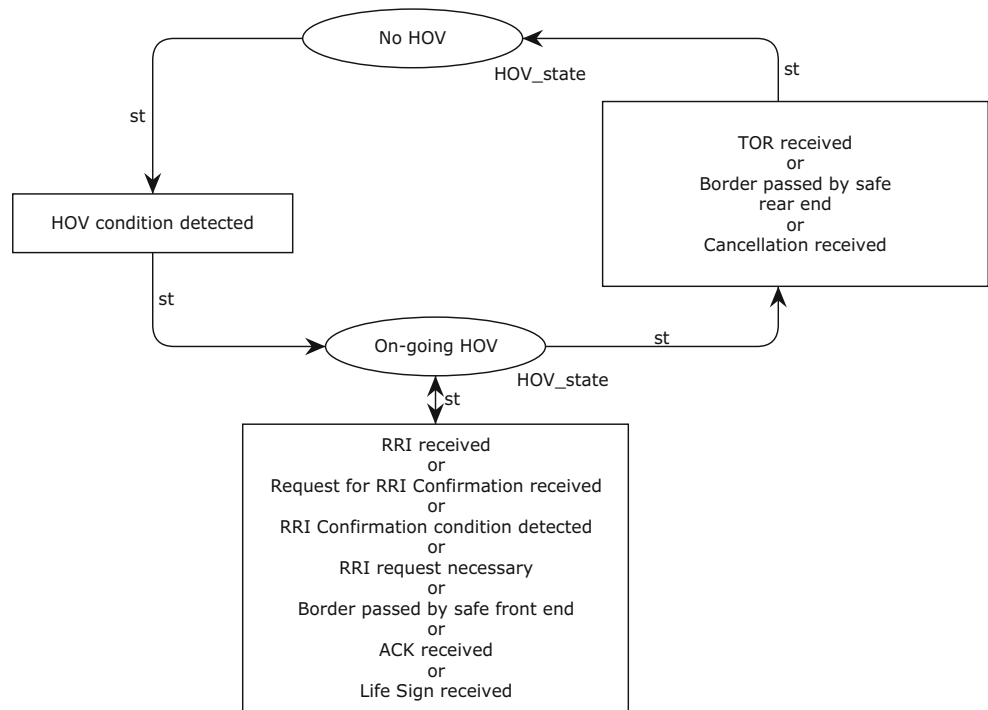 No HOV
HOV_state
st
st
TOR received
or
Border passed by safe
rear end
or
Cancellation received
HOV condition detected
st
On-going HOV
st
HOV_state
st
RRI received
or
Request for RRI Confirmation received
or
RRI Confirmation condition detected
or
RRI request necessary
or
Border passed by safe front end
or
ACK received
or
Life Sign received